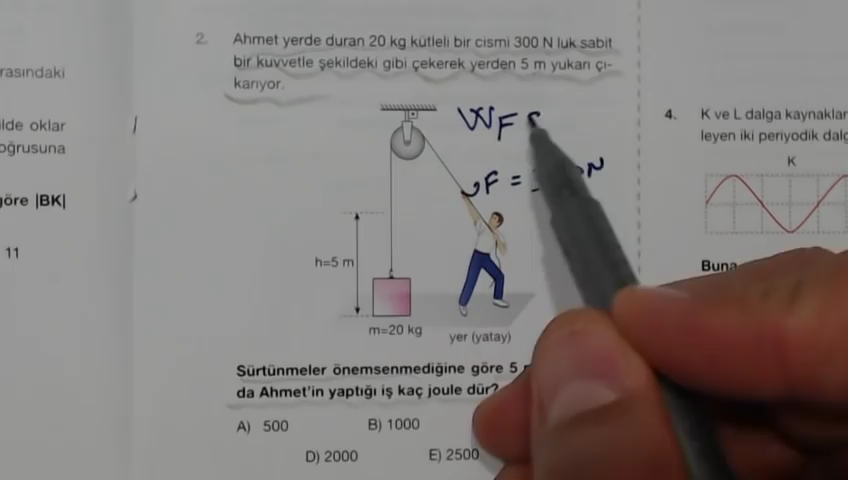 rasındaki
ilde oklar
oğrusuna
göre |BK|
11
2. Ahmet yerde duran 20 kg kütleli bir cismi 300 N luk sabit
bir kuvvetle şekildeki gibi çekerek yerden 5 m yukarı çı-
karıyor.
WF
F =
N
h=5 m
m=20 kg
yer (yatay)
Sürtünmeler önemsenmediğine göre 5
da Ahmet'in yaptığı iş kaç joule dür?
A) 500
B) 1000
D) 2000
E) 2500
4. K ve L dalga kaynaklar
leyen iki periyodik dalg
K
Buna